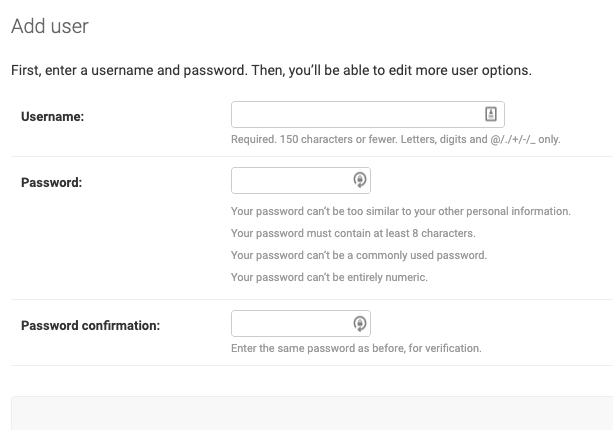 Add user
First, enter a username and password. Then, you'll be able to edit more user options.
Username:
Required. 150 characters or fewer. Letters, digits and @/./+/-/_ only.
Password:
Your password can't be too similar to your other personal information.
Your password must contain at least 8 characters.
Your password can't be a commonly used password.
Your password can't be entirely numeric.
Password confirmation:
Enter the same password as before, for verification.